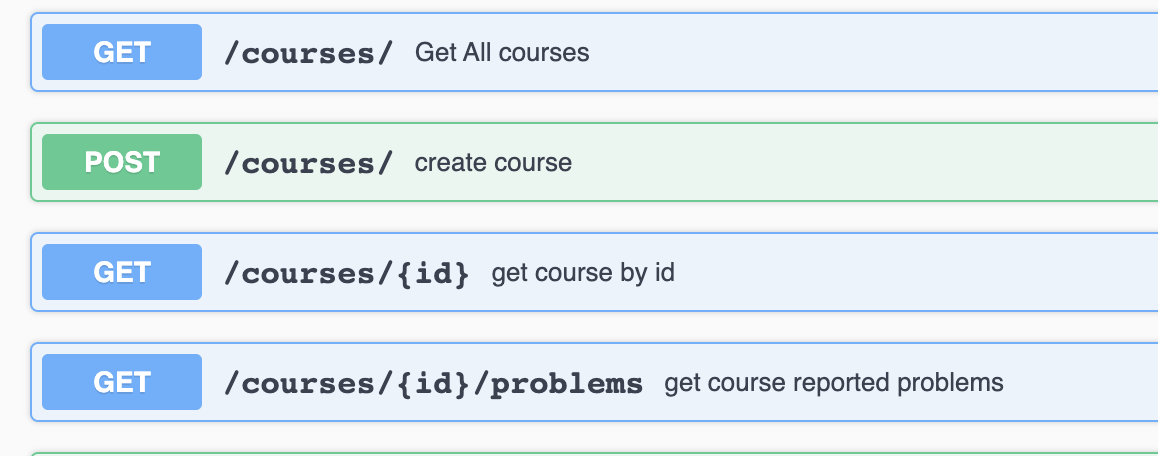 GET /courses/ Get All courses
POST /courses/ create course
GET /courses/{id} get course by id
GET /courses/{id}/problems get course reported problems